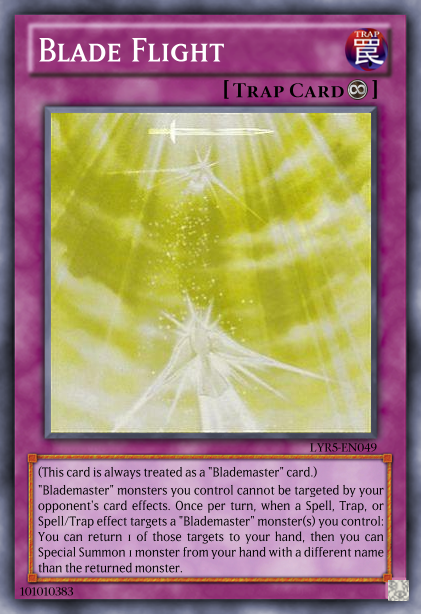 Blade Flight
TRAP
罠
[Trap Card∞]
LYR5-EN049
(This card is always treated as a "Blademaster" card.)
"Blademaster" monsters you control cannot be targeted by your
opponent's card effects. Once per turn, when a Spell, Trap, or
Spell/Trap effect targets a "Blademaster" monster(s) you control:
You can return 1 of those targets to your hand, then you can
Special Summon 1 monster from your hand with a different name
than the returned monster.
101010383